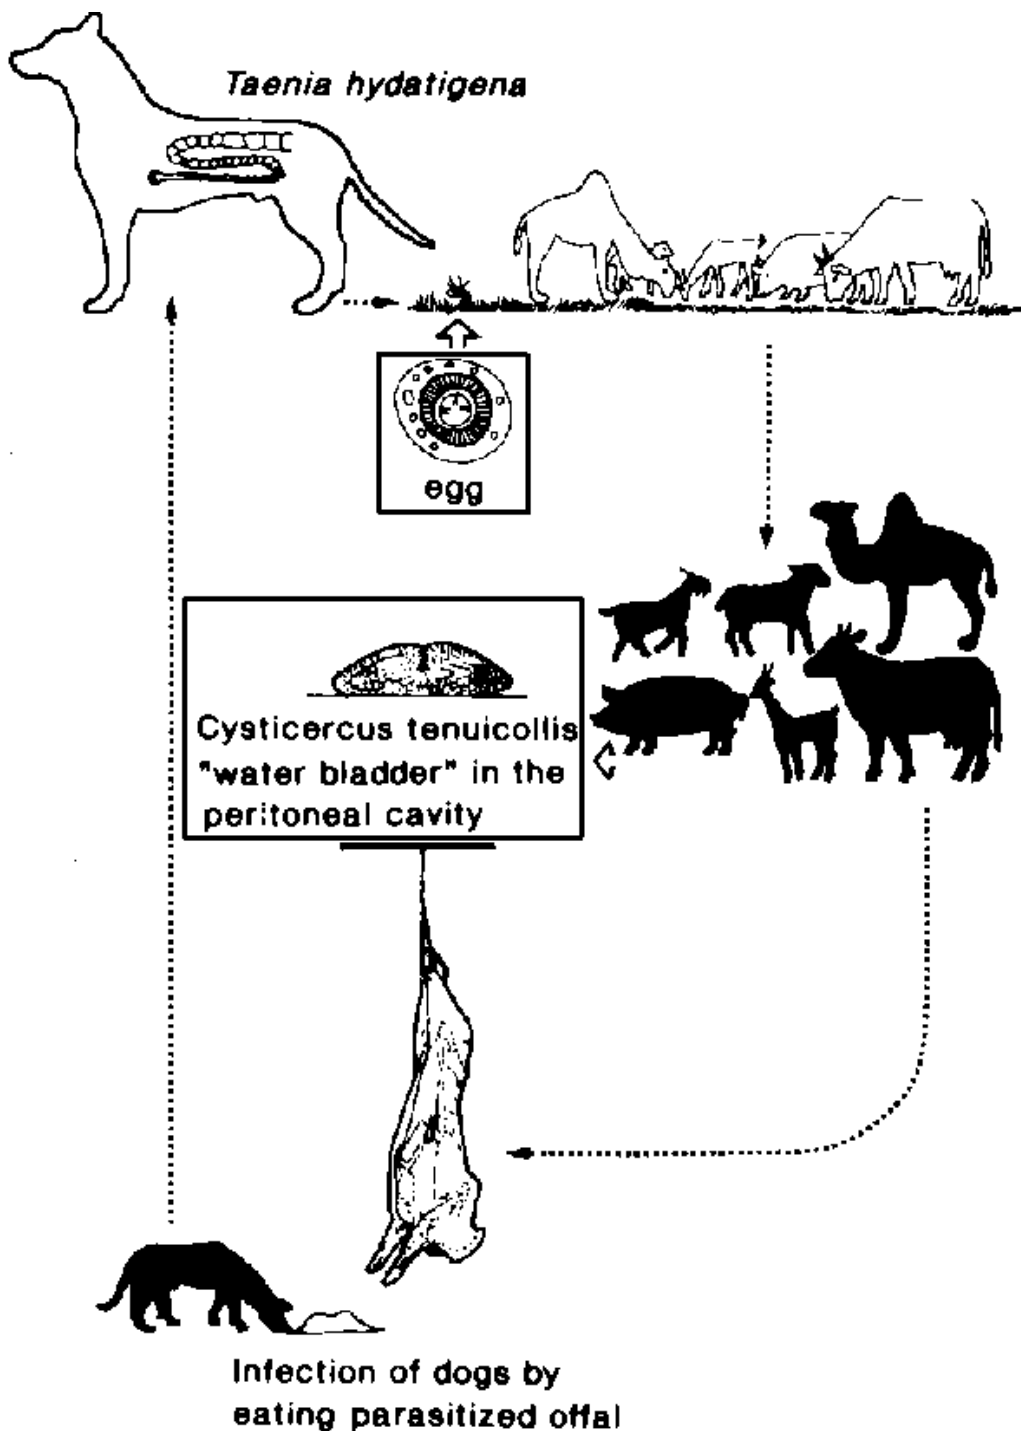 Taenia hydatigena
egg
Cysticercus tenuicollis
"water bladder" in the
peritoneal cavity
Infection of dogs by
eating parasitized offal